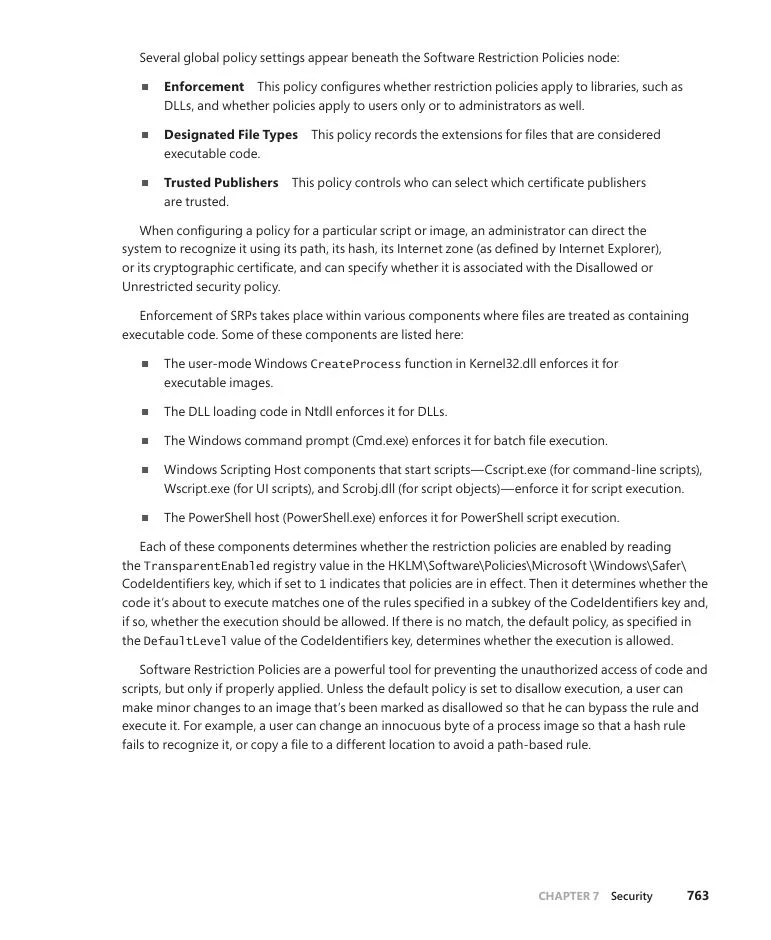 Several global policy settings appear beneath the Software Restriction Policies node:
■ Enforcement This policy configures whether restriction policies apply to libraries, such as
DLLs, and whether policies apply to users only or to administrators as well.
■ Designated File Types This policy records the extensions for files that are considered
executable code.
■ Trusted Publishers This policy controls who can select which certificate publishers
are trusted.
When configuring a policy for a particular script or image, an administrator can direct the
system to recognize it using its path, its hash, its Internet zone (as defined by Internet Explorer),
or its cryptographic certificate, and can specify whether it is associated with the Disallowed or
Unrestricted security policy.
Enforcement of SRPs takes place within various components where files are treated as containing
executable code. Some of these components are listed here:
■ The user-mode Windows CreateProcess function in Kernel32.dll enforces it for
executable images.
■ The DLL loading code in Ntdll enforces it for DLLs.
■ The Windows command prompt (Cmd.exe) enforces it for batch file execution.
■ Windows Scripting Host components that start scripts—Cscript.exe (for command-line scripts),
Wscript.exe (for UI scripts), and Scrobj.dll (for script objects)—enforce it for script execution.
■ The PowerShell host (PowerShell.exe) enforces it for PowerShell script execution.
Each of these components determines whether the restriction policies are enabled by reading
the TransparentEnabled registry value in the HKLM\Software\Policies\Microsoft \Windows\Safer\
CodeIdentifiers key, which if set to 1 indicates that policies are in effect. Then it determines whether the
code it's about to execute matches one of the rules specified in a subkey of the CodeIdentifiers key and,
if so, whether the execution should be allowed. If there is no match, the default policy, as specified in
the DefaultLevel value of the CodeIdentifiers key, determines whether the execution is allowed.
Software Restriction Policies are a powerful tool for preventing the unauthorized access of code and
scripts, but only if properly applied. Unless the default policy is set to disallow execution, a user can
make minor changes to an image that's been marked as disallowed so that he can bypass the rule and
execute it. For example, a user can change an innocuous byte of a process image so that a hash rule
fails to recognize it, or copy a file to a different location to avoid a path-based rule.
CHAPTER 7 Security 763